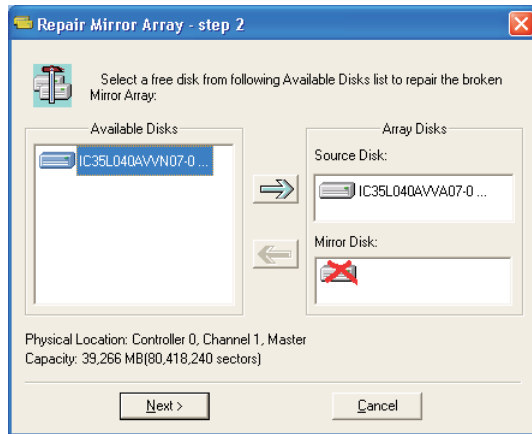 Repair Mirror Array - step 2
Select a free disk from following Available Disks list to repair the broken
Mirror Array:
Available Disks
IC35L040AVVN07-0 ...
Array Disks
Source Disk:
IC35L040AVVA07-0 ...
Mirror Disk:
Physical Location: Controller 0, Channel 1, Master
Capacity: 39,266 MB(80,418,240 sectors)
Next >
Cancel